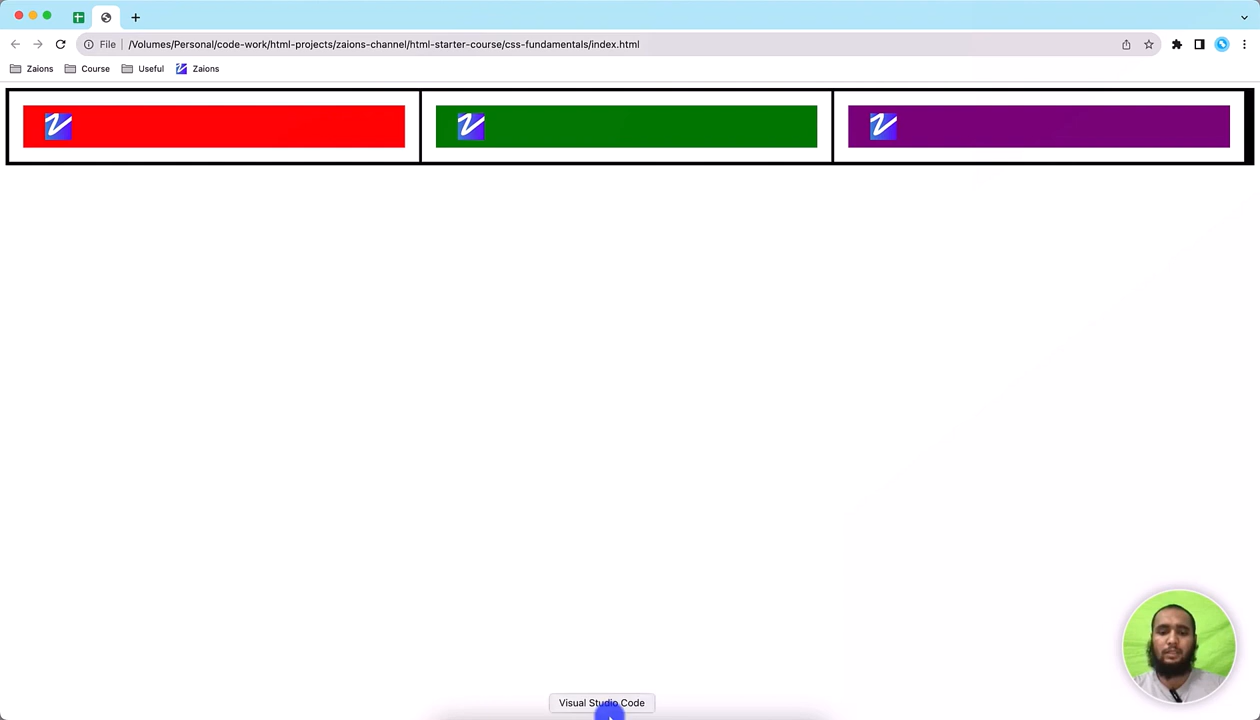 File
/Volumes/Personal/code-work/html-projects/zaions-channel/html-starter-course/css-fundamentals/index.html
Zaions Course Useful Zaions
Visual Studio Code